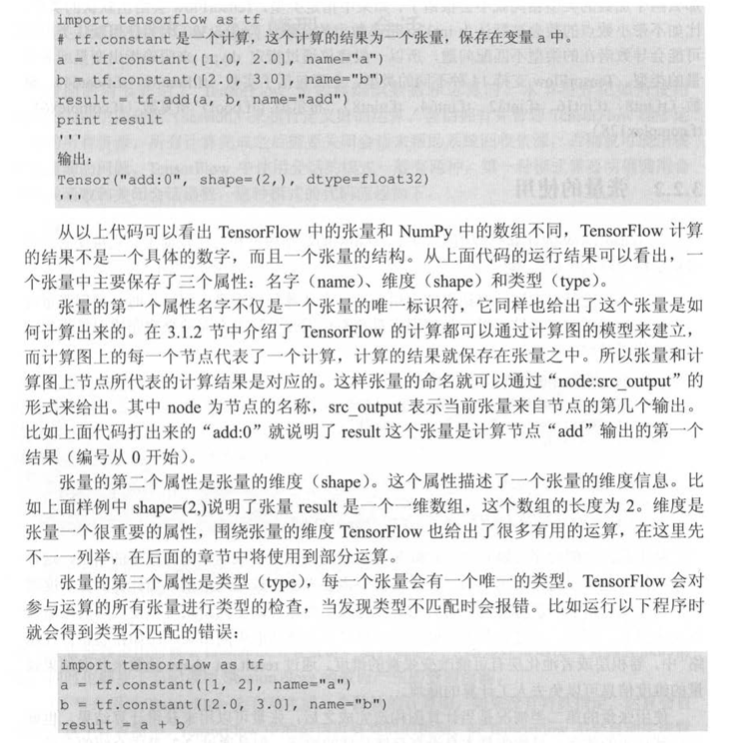 import tensorflow as tf
# tf.constant 是一个计算，这个计算的结果为一个张量，保存在变量 a 中。
a = tf.constant([1.0, 2.0], name="a")
b = tf.constant([2.0, 3.0], name="b")
result = tf.add(a, b, name="add")
print result
'''
输出：
Tensor("add:0", shape=(2,), dtype=float32)
'''
从以上代码可以看出 TensorFlow 中的张量和 NumPy 中的数组不同，TensorFlow 计算
的结果不是一个具体的数字，而且一个张量的结构。从上面代码的运行结果可以看出，一
个张量中主要保存了三个属性：名字（name）、维度（shape）和类型（type）。
张量的第一个属性名字不仅是一个张量的唯一标识符，它同样也给出了这个张量是如
何计算出来的。在 3.1.2 节中介绍了 TensorFlow 的计算都可以通过计算图的模型来建立，
而计算图上的每一个节点代表了一个计算，计算的结果就保存在张量之中。所以张量和计
算图上节点所代表的计算结果是对应的。这样张量的命名就可以通过“node:src_output”的
形式来给出。其中 node 为节点的名称，src_output 表示当前张量来自节点的第几个输出。
比如上面代码打出来的“add:0”就说明了 result 这个张量是计算节点“add”输出的第一个
结果（编号从 0 开始）。
张量的第二个属性是张量的维度（shape）。这个属性描述了一个张量的维度信息。比
如上面样例中 shape=(2,)说明了张量 result 是一个一维数组，这个数组的长度为 2。维度是
张量一个很重要的属性，围绕张量的维度 TensorFlow 也给出了很多有用的运算，在这里先
不一一列举，在后面的章节中将使用到部分运算。
张量的第三个属性是类型（type），每一个张量会有一个唯一的类型。TensorFlow 会对
参与运算的所有张量进行类型的检查，当发现类型不匹配时会报错。比如运行以下程序时
就会得到类型不匹配的错误：
import tensorflow as tf
a = tf.constant([1, 2], name="a")
b = tf.constant([2.0, 3.0], name="b")
result = a + b